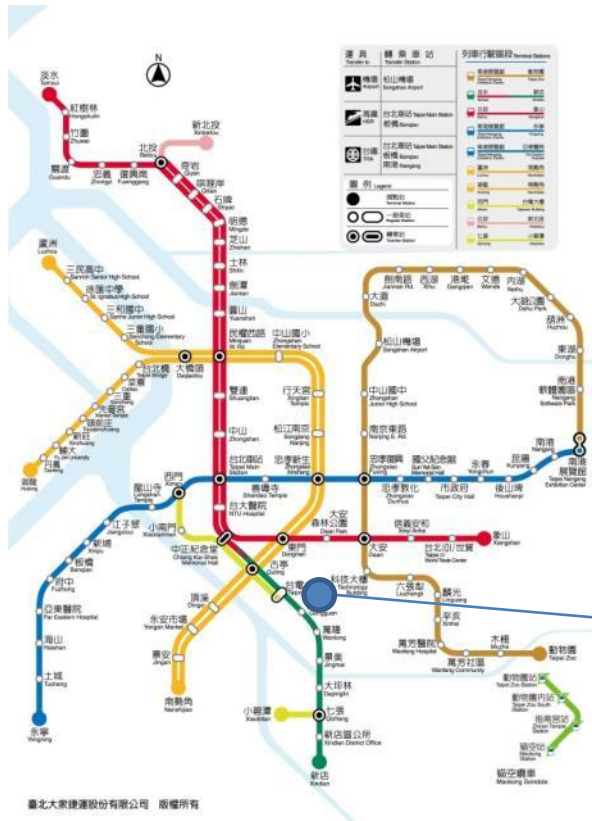 運具
Transfer to
轉乘車站
Transfer Station
列車行駛區段
Terminal Stations
機場
Airport
松山機場
Songshan Airport
高鐵
HSR
台北車站 Taipei Main Station
板橋 Banqiao
台鐵
TRA
台北車站 Taipei Main Station
板橋 Banqiao
南港 Nangang
圖例 Legend
轉乘站
N
淡水
Tamsui
紅樹林
Hongshulin
竹圍
Zhuwei
關渡
Guandu
忠義
Zhongyi
復興崗
Fuxinggang
北投
Beitou
新北投
Xinbeitou
奇岩
Qiyan
唭哩岸
Qilian
石牌
Shipai
明德
Mingde
芝山
Zhishan
士林
Shilin
劍潭
Jiantan
圓山
Yuanshan
民權西路
Minquan
W. Rd.
中山國小
Zhongshan
Elementary School
蘆洲
Luzhou
三民高中
Sanmin Senior High School
徐匯中學
St. Ignatius High School
三和國中
Sanhe Junior High School
三重國小
Sanchong Elementary
School
大橋頭
Daqiaotou
台北橋
Taipei Bridge
菜寮
Cailiao
三重
Sanchong
先嗇宮
Xianse Temple
頭前庄
Touqianzhuang
新莊
Xinzhuang
輔大
Fu Jen University
丹鳳
Danfeng
迴龍
Huilong
雙連
Shuanglian
中山
Zhongshan
行天宮
Xingtian
Temple
松江南京
Songjiang
Nanjing
台北車站
Taipei Main
Station
善導寺
Shandao Temple
忠孝新生
Zhongxiao
Xinsheng
忠孝復興
Zhongxiao
Fuxing
忠孝敦化
Zhongxiao
Dunhua
國父紀念館
Sun Yat-Sen
Memorial Hall
市政府
Taipei City Hall
永春
Yongchun
後山埤
Houshanpi
昆陽
Kunyang
南港
Nangang
南港
展覽館
Taipei Nangang
Exhibition Center
劍南路
Jiannan Rd.
西湖
Xihu
港墘
Gangqian
文德
Wende
內湖
Neihu
大湖公園
Dahu Park
葫洲
Huzhou
東湖
Donghu
南港
軟體園區
Nangang
Software Park
大直
Dazhi
松山機場
Songshan Airport
中山國中
Zhongshan
Junior High School
南京東路
Nanjing E. Rd.
西門
Ximen
龍山寺
Longshan
Temple
江子翠
Jiangzicui
新埔
Xinpu
板橋
Banqiao
府中
Fuzhong
亞東醫院
Far Eastern Hospital
海山
Haishan
土城
Tucheng
永寧
Yongning
小南門
Xiaonanmen
台大醫院
NTU Hospital
中正紀念堂
Chiang Kai-Shek
Memorial Hall
東門
Dongmen
大安
森林公園
Daan Park
大安
Daan
信義安和
Xinyi Anhe
台北101/世貿
Taipei 101
World Trade Center
象山
Xiangshan
古亭
Guting
台電
科技大樓
Technology
Building
六張犁
Liuzhangli
麟光
Linguang
辛亥
Xinhai
萬芳醫院
Wanfang Hospital
萬芳社區
Wanfang Community
木柵
Muzha
動物園
Taipei Zoo
頂溪
Dingxi
永安市場
Yongan Market
景安
Jingan
南勢角
Nanshijiao
萬隆
Wanlong
景美
Jingmei
大坪林
Dapinglin
七張
Qizhang
小碧潭
Xiaobitan
新店區公所
Xindian District Office
新店
Xindian
動物園站
Taipei Zoo Station
動物園內站
Taipei Zoo South
Station
指南宮站
Zhinan Temple
Station
貓空站
Maokong
Station
貓空纜車
Maokong Gondola
臺北大眾捷運股份有限公司 版權所有